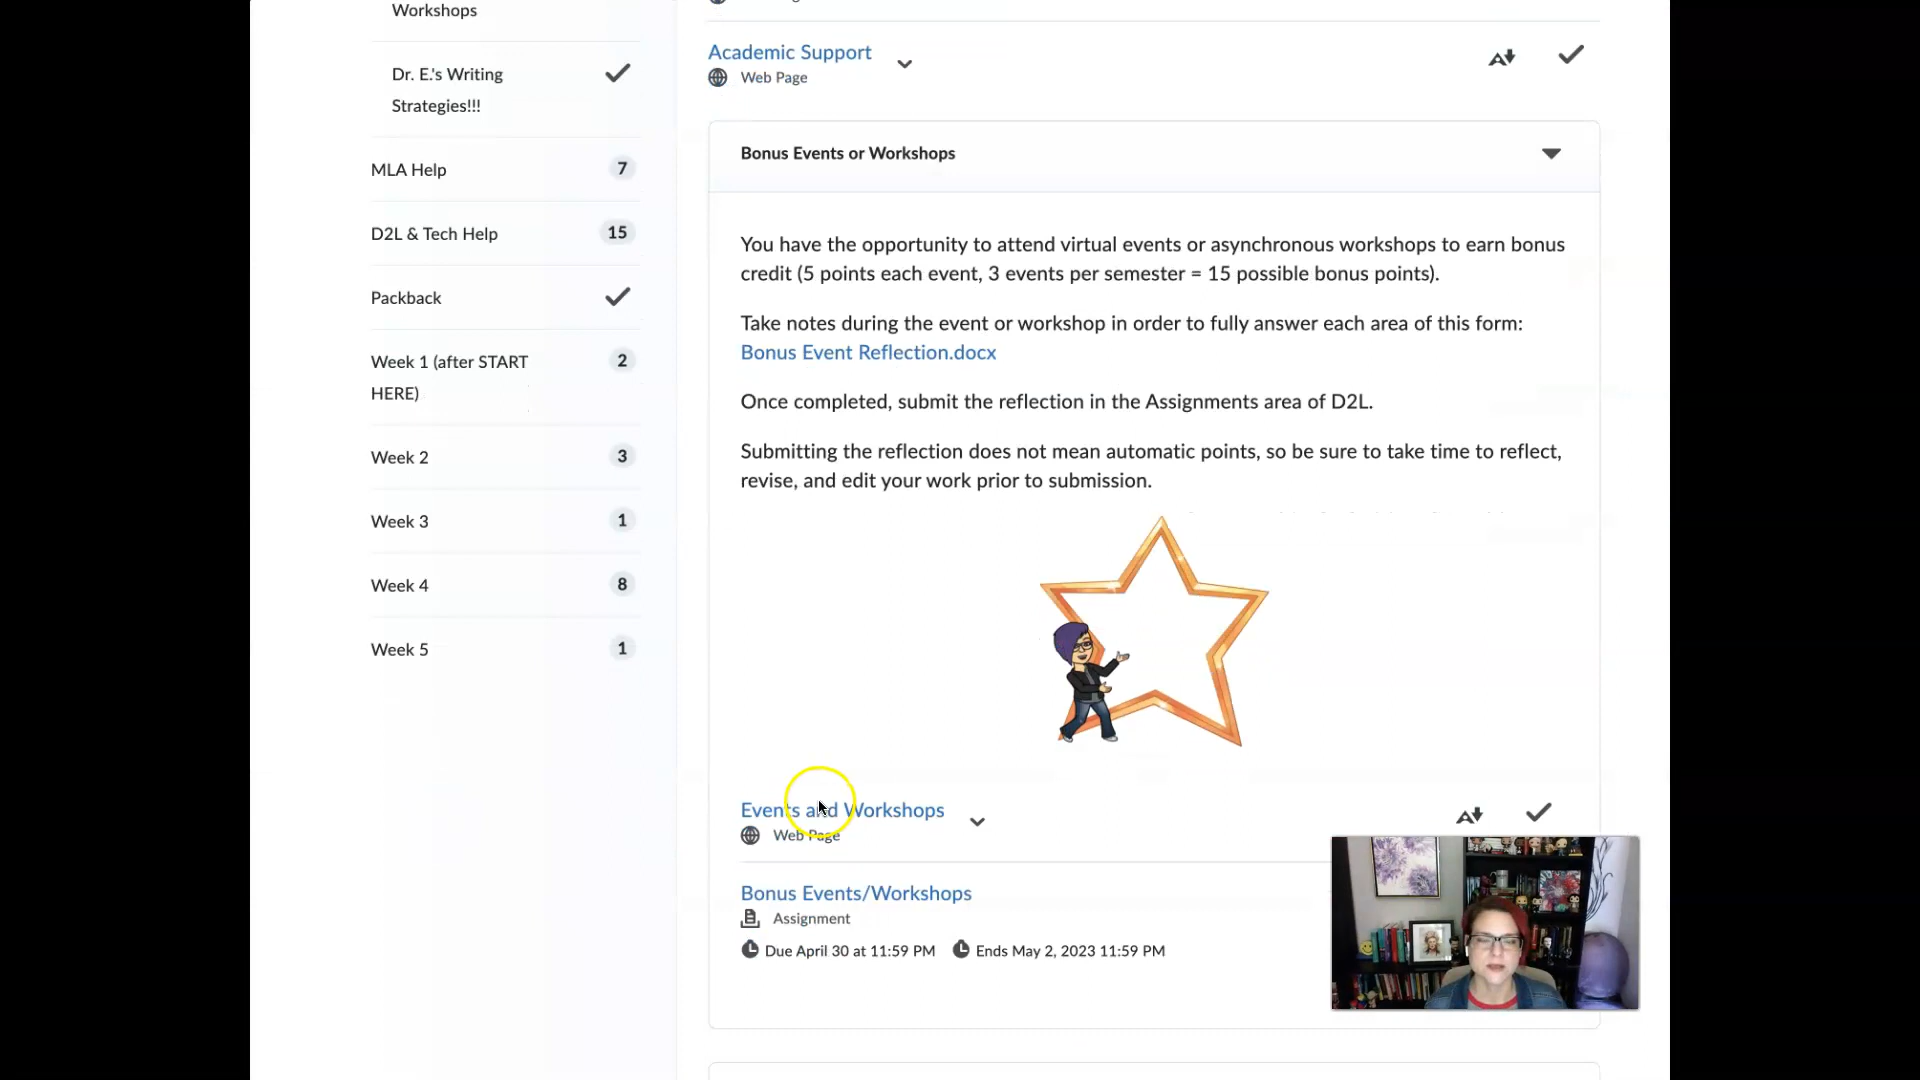 Workshops
Dr. E.'s Writing
Strategies!!!
MLA Help 7
D2L & Tech Help 15
Packback
Week 1 (after START 2
HERE)
Week 2 3
Week 3 1
Week 4 8
Week 5 1
Academic Support
Web Page
Bonus Events or Workshops
You have the opportunity to attend virtual events or asynchronous workshops to earn bonus
credit (5 points each event, 3 events per semester = 15 possible bonus points).
Take notes during the event or workshop in order to fully answer each area of this form:
Bonus Event Reflection.docx
Once completed, submit the reflection in the Assignments area of D2L.
Submitting the reflection does not mean automatic points, so be sure to take time to reflect,
revise, and edit your work prior to submission.
Events and Workshops
Web Page
Bonus Events/Workshops
Assignment
Due April 30 at 11:59 PM Ends May 2, 2023 11:59 PM